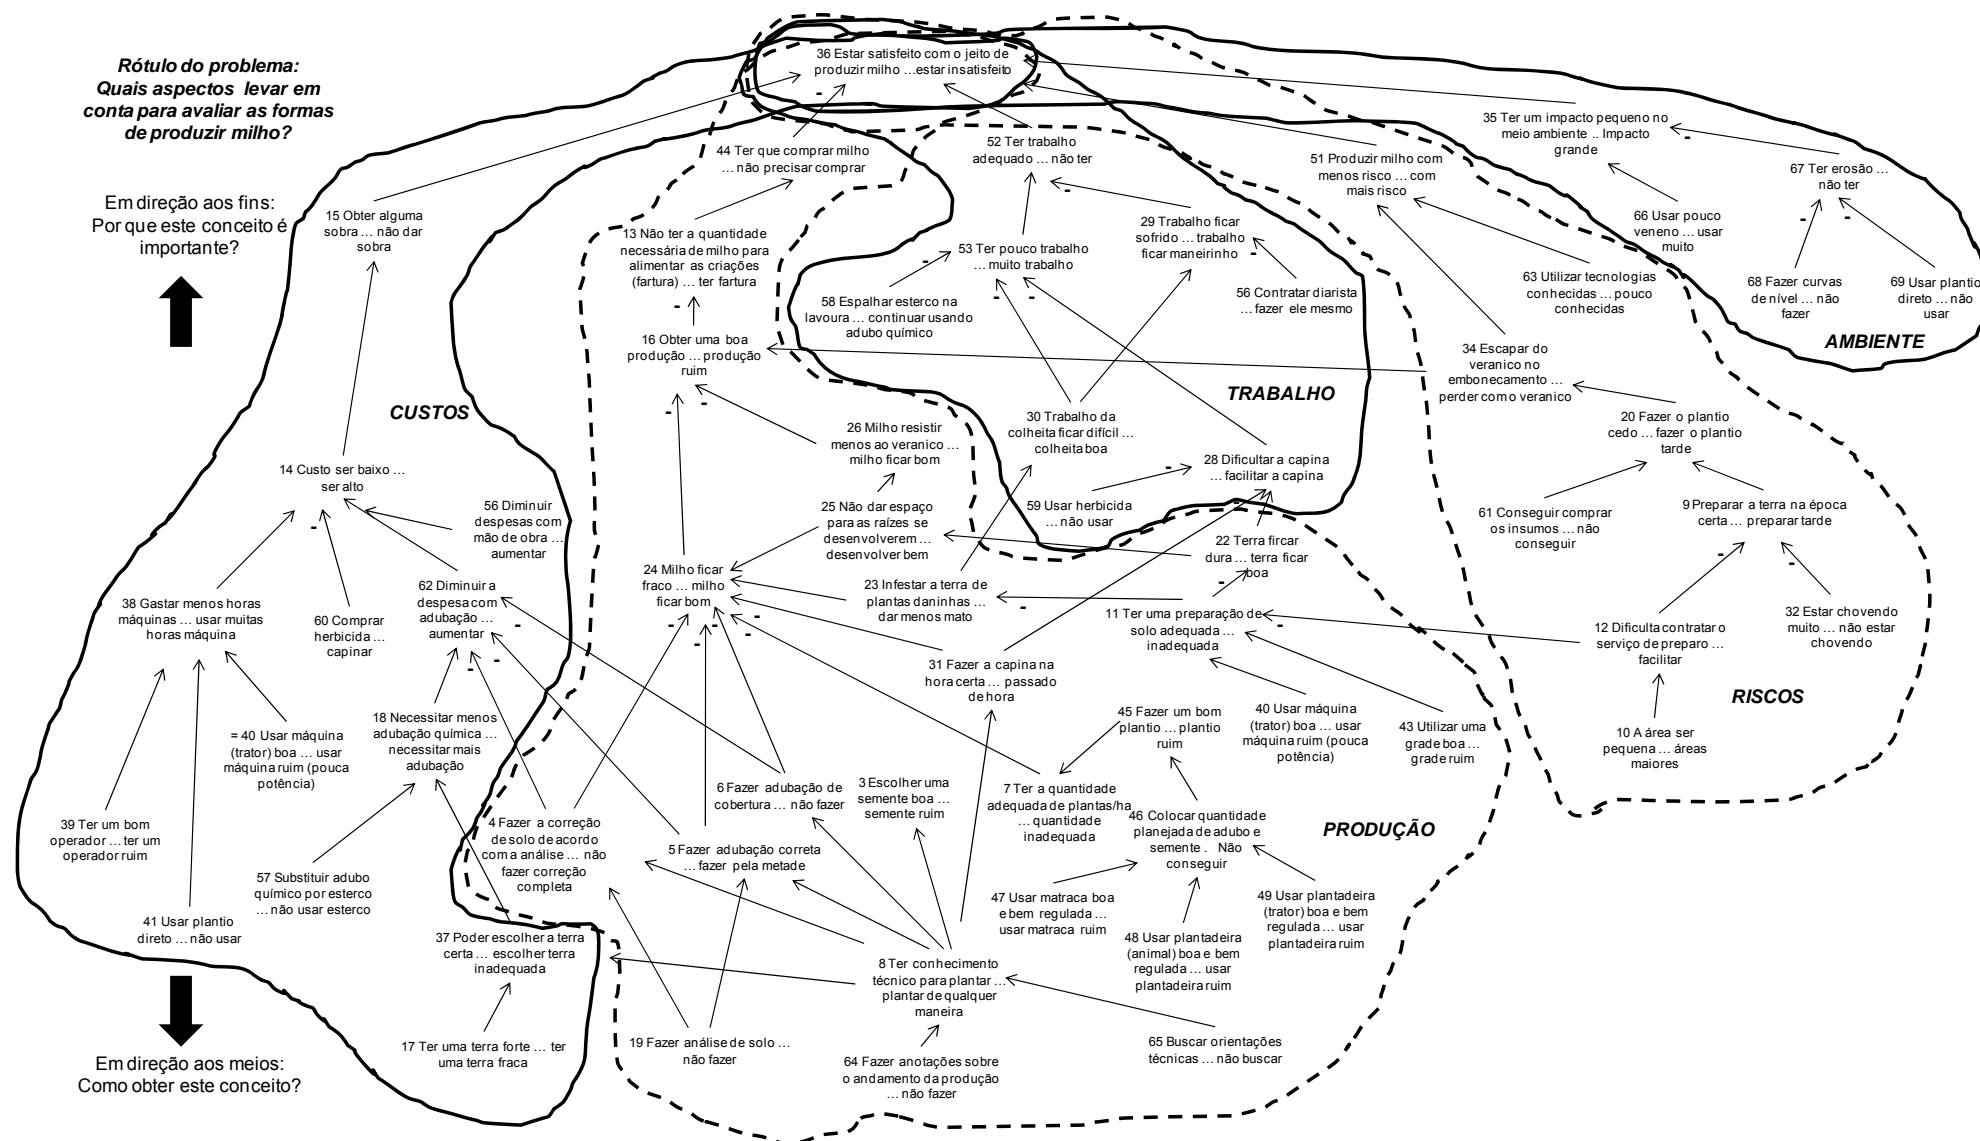 Rótulo do problema:
Quais aspectos levar em
conta para avaliar as formas
de produzir milho?
Em direção aos fins:
Por que este conceito é
importante?
36 Estar satisfeito com o jeito de
produzir milho ... estar insatisfeito
-
44 Ter que comprar milho
... não precisar comprar
52 Ter trabalho
adequado ... não ter
-
51 Produzir milho com
menos risco ... com
mais risco
35 Ter um impacto pequeno no
meio ambiente .. Impacto
grande
-
67 Ter erosão ...
não ter
-
-
66 Usar pouco
veneno ... usar
muito
68 Fazer curvas
de nível ... não
fazer
69 Usar plantio
direto ... não
usar
AMBIENTE
15 Obter alguma
sobra ... não dar
sobra
13 Não ter a quantidade
necessária de milho para
alimentar as criações
(fartura) ... ter fartura
-
53 Ter pouco trabalho
... muito trabalho
-
-
-
29 Trabalho ficar
sofrido ... trabalho
ficar maneirinho
-
58 Espalhar esterco na
lavoura ... continuar usando
adubo químico
56 Contratar diarista
... fazer ele mesmo
63 Utilizar tecnologias
conhecidas ... pouco
conhecidas
16 Obter uma boa
produção ... produção
ruim
-
-
34 Escapar do
veranico no
embonecamento ...
perder com o veranico
CUSTOS
TRABALHO
30 Trabalho da
colheita ficar difícil ...
colheita boa
20 Fazer o plantio
cedo ... fazer o plantio
tarde
26 Milho resistir
menos ao veranico ...
milho ficar bom
28 Dificultar a capina
... facilitar a capina
-
-
14 Custo ser baixo ...
ser alto
-
56 Diminuir
despesas com
mão de obra ...
aumentar
25 Não dar espaço
para as raízes se
desenvolverem ...
desenvolver bem
59 Usar herbicida
... não usar
61 Conseguir comprar
os insumos ... não
conseguir
9 Preparar a terra na época
certa ... preparar tarde
-
-
22 Terra fircar
dura ... terra ficar
boa
-
24 Milho ficar
fraco ... milho
ficar bom
-
-
-
-
-
23 Infestar a terra de
plantas daninhas ...
dar menos mato
-
38 Gastar menos horas
máquinas ... usar muitas
horas máquina
60 Comprar
herbicida ...
capinar
62 Diminuir a
despesa com
adubação ...
aumentar
-
-
-
11 Ter uma preparação de
solo adequada ...
inadequada
-
12 Dificulta contratar o
serviço de preparo ...
facilitar
32 Estar chovendo
muito ... não estar
chovendo
31 Fazer a capina na
hora certa ... passado
de hora
RISCOS
18 Necessitar menos
adubação química ...
necessitar mais
adubação
= 40 Usar máquina
(trator) boa ... usar
máquina ruim (pouca
potência)
45 Fazer um bom
plantio ... plantio
ruim
40 Usar máquina
(trator) boa ... usar
máquina ruim (pouca
potência)
43 Utilizar uma
grade boa ...
grade ruim
10 A área ser
pequena ... áreas
maiores
6 Fazer adubação de
cobertura ... não fazer
3 Escolher uma
semente boa ...
semente ruim
7 Ter a quantidade
adequada de plantas/ha
... quantidade
inadequada
46 Colocar quantidade
planejada de adubo e
semente . Não
conseguir
PRODUÇÃO
39 Ter um bom
operador ... ter um
operador ruim
4 Fazer a correção
de solo de acordo
com a análise ... não
fazer correção
completa
5 Fazer adubação correta
... fazer pela metade
57 Substituir adubo
químico por esterco
... não usar esterco
47 Usar matraca boa
e bem regulada ...
usar matraca ruim
49 Usar plantadeira
(trator) boa e bem
regulada ... usar
plantadeira ruim
41 Usar plantio
direto ... não usar
37 Poder escolher a terra
certa ... escolher terra
inadequada
48 Usar plantadeira
(animal) boa e bem
regulada ... usar
plantadeira ruim
8 Ter conhecimento
técnico para plantar ...
plantar de qualquer
maneira
Em direção aos meios:
Como obter este conceito?
17 Ter uma terra forte ... ter
uma terra fraca
19 Fazer análise de solo ...
não fazer
64 Fazer anotações sobre
o andamento da produção
... não fazer
65 Buscar orientações
técnicas ... não buscar